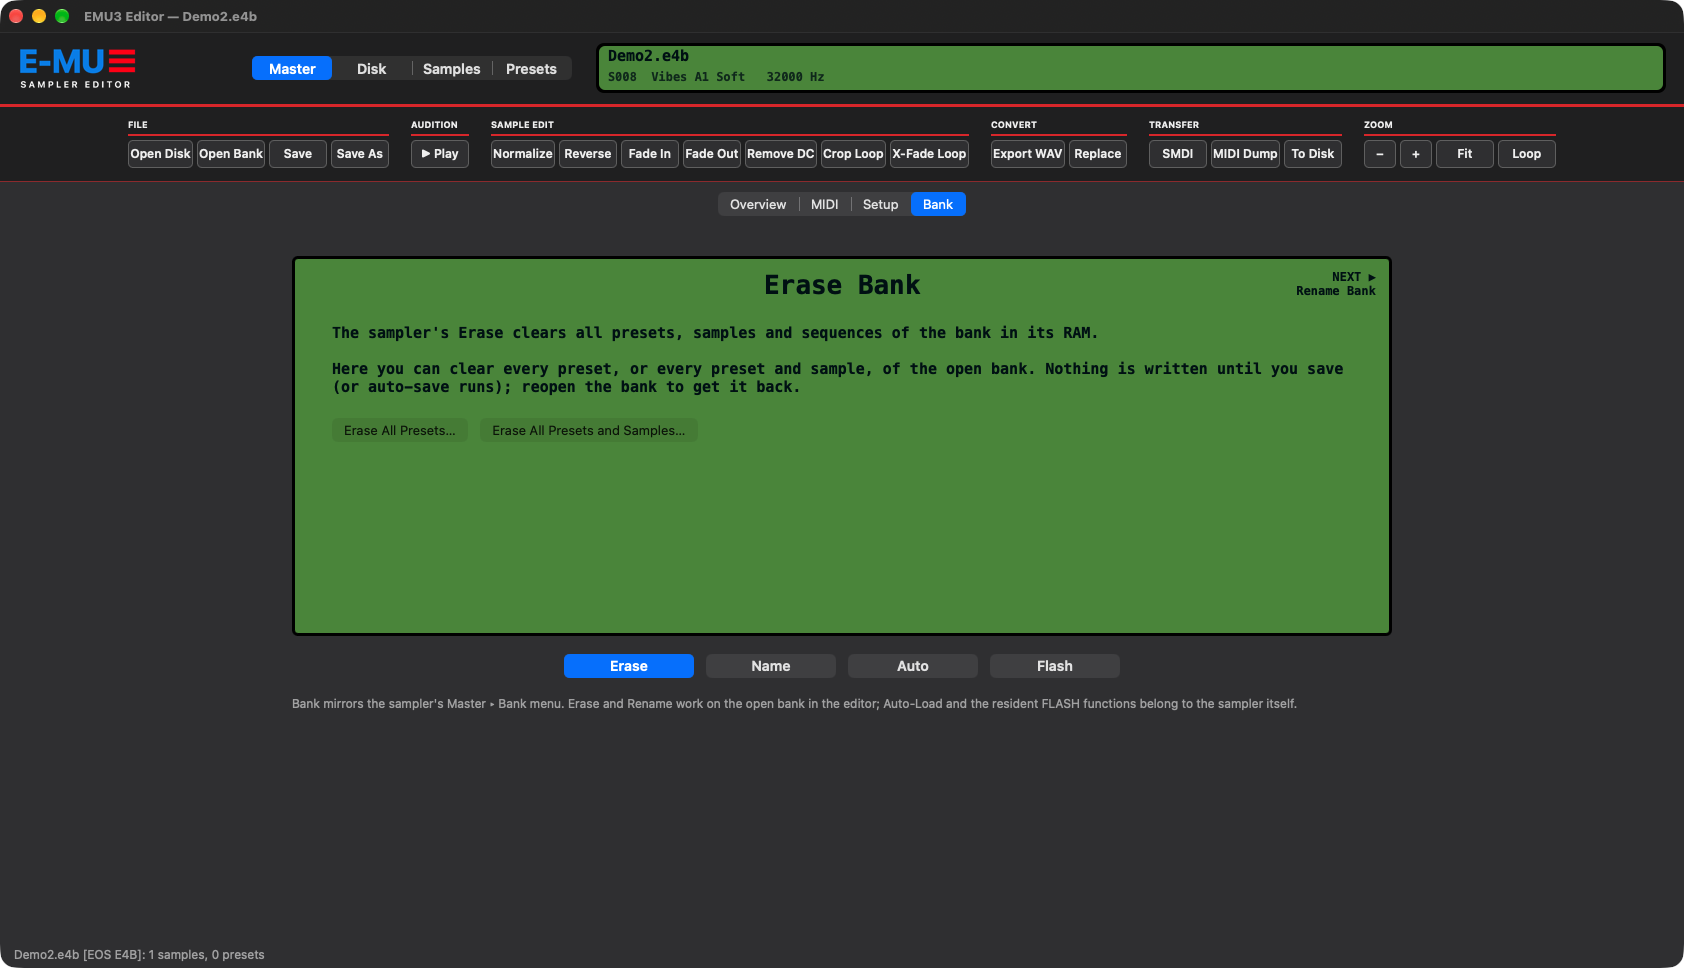 EMU3 Editor — Demo2.e4b
E-MU
SAMPLER EDITOR
Master Disk Samples Presets
Demo2.e4b
S008 Vibes A1 Soft 32000 Hz
FILE AUDITION SAMPLE EDIT CONVERT TRANSFER ZOOM
Open Disk Open Bank Save Save As ▶ Play Normalize Reverse Fade In Fade Out Remove DC Crop Loop X-Fade Loop Export WAV Replace SMDI MIDI Dump To Disk − + Fit Loop
Overview MIDI Setup Bank
Erase Bank
NEXT ▶
Rename Bank
The sampler's Erase clears all presets, samples and sequences of the bank in its RAM.
Here you can clear every preset, or every preset and sample, of the open bank. Nothing is written until you save
(or auto-save runs); reopen the bank to get it back.
Erase All Presets... Erase All Presets and Samples...
Erase Name Auto Flash
Bank mirrors the sampler's Master ▸ Bank menu. Erase and Rename work on the open bank in the editor; Auto-Load and the resident FLASH functions belong to the sampler itself.
Demo2.e4b [EOS E4B]: 1 samples, 0 presets